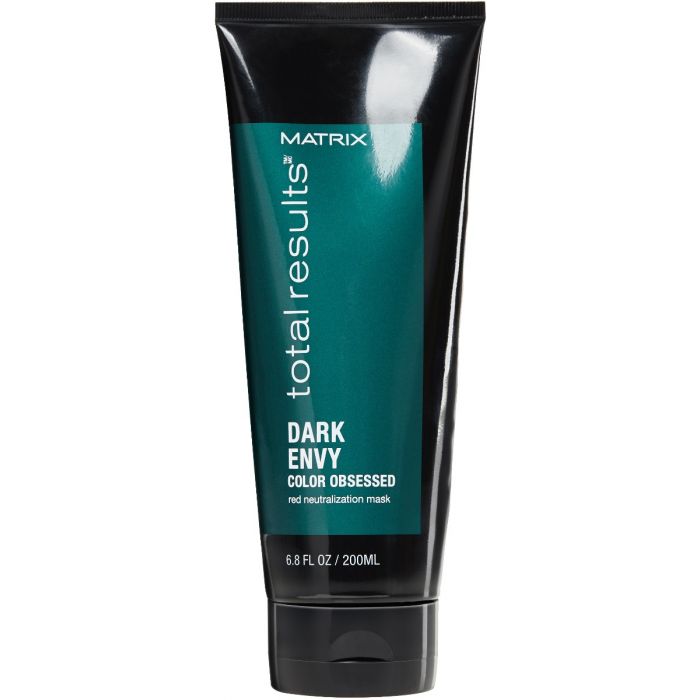 MATRIX
total results™
DARK
ENVY
COLOR OBSESSED
red neutralization mask
6.8 FL OZ / 200ML